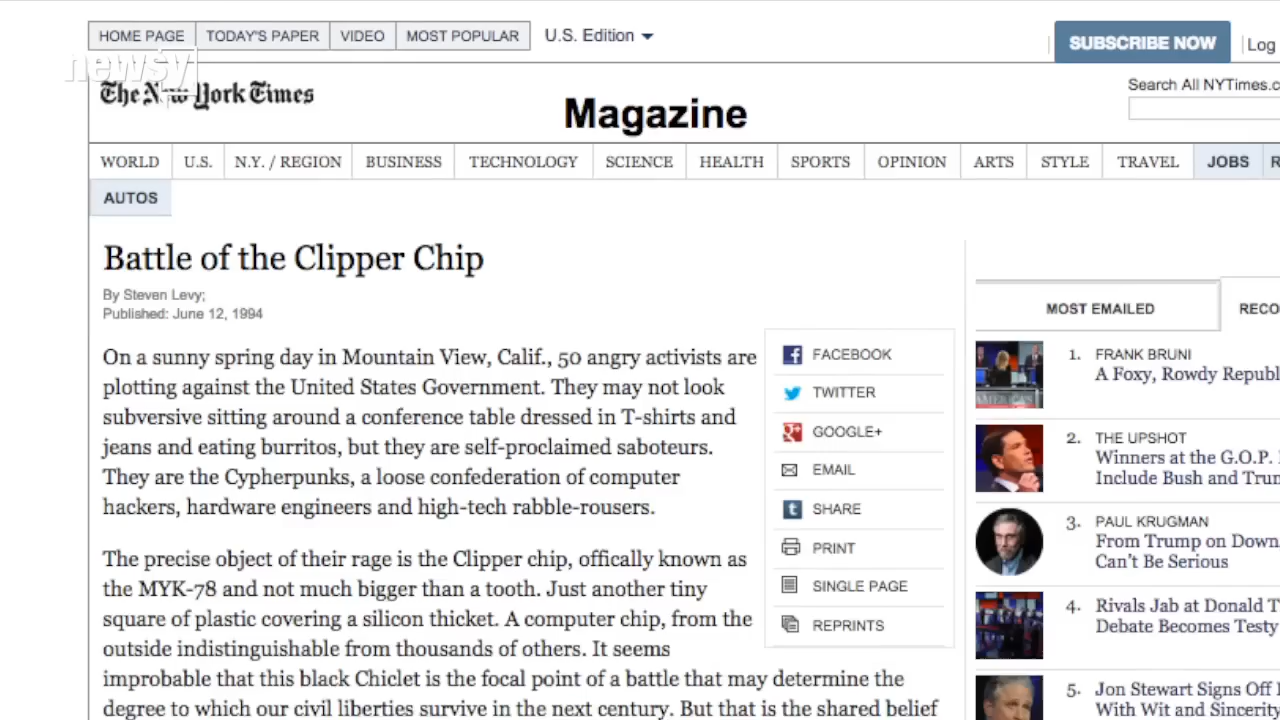 HOME PAGE TODAY'S PAPER VIDEO MOST POPULAR U.S. Edition
SUBSCRIBE NOW Log
newsy
The New York Times
Magazine
Search All NYTimes.c
WORLD U.S. N.Y. / REGION BUSINESS TECHNOLOGY SCIENCE HEALTH SPORTS OPINION ARTS STYLE TRAVEL JOBS R
AUTOS
Battle of the Clipper Chip
By Steven Levy;
Published: June 12, 1994
On a sunny spring day in Mountain View, Calif., 50 angry activists are
plotting against the United States Government. They may not look
subversive sitting around a conference table dressed in T-shirts and
jeans and eating burritos, but they are self-proclaimed saboteurs.
They are the Cypherpunks, a loose confederation of computer
hackers, hardware engineers and high-tech rabble-rousers.
The precise object of their rage is the Clipper chip, offically known as
the MYK-78 and not much bigger than a tooth. Just another tiny
square of plastic covering a silicon thicket. A computer chip, from the
outside indistinguishable from thousands of others. It seems
improbable that this black Chiclet is the focal point of a battle that may determine the
degree to which our civil liberties survive in the next century. But that is the shared belief
FACEBOOK
TWITTER
GOOGLE+
EMAIL
SHARE
PRINT
SINGLE PAGE
REPRINTS
MOST EMAILED RECO
1. FRANK BRUNI
A Foxy, Rowdy Republ
2. THE UPSHOT
Winners at the G.O.P.
Include Bush and Trun
3. PAUL KRUGMAN
From Trump on Down,
Can't Be Serious
4. Rivals Jab at Donald T
Debate Becomes Testy
5. Jon Stewart Signs Off
With Wit and Sincerity